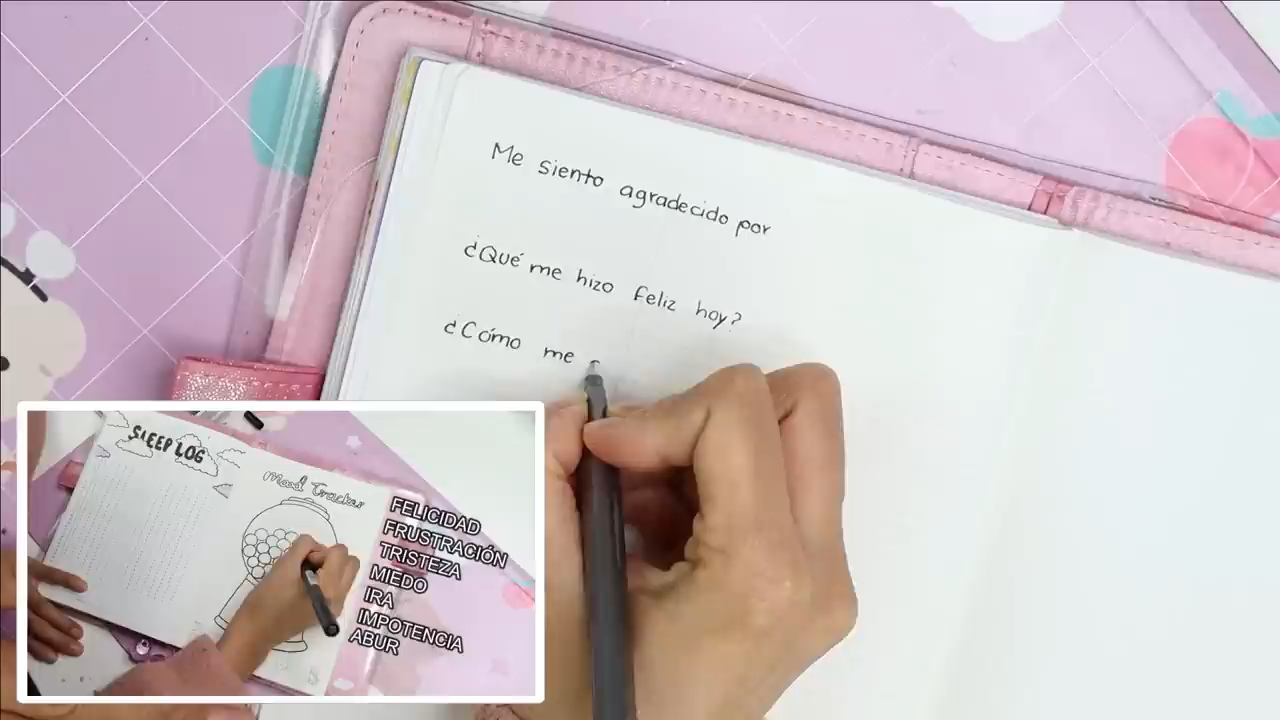 Me siento agradecido por
¿Qué me hizo feliz hoy?
¿Cómo me
SLEEP LOG
Mood Tracker
FELICIDAD
FRUSTRACIÓN
TRISTEZA
MIEDO
IRA
IMPOTENCIA
ABUR